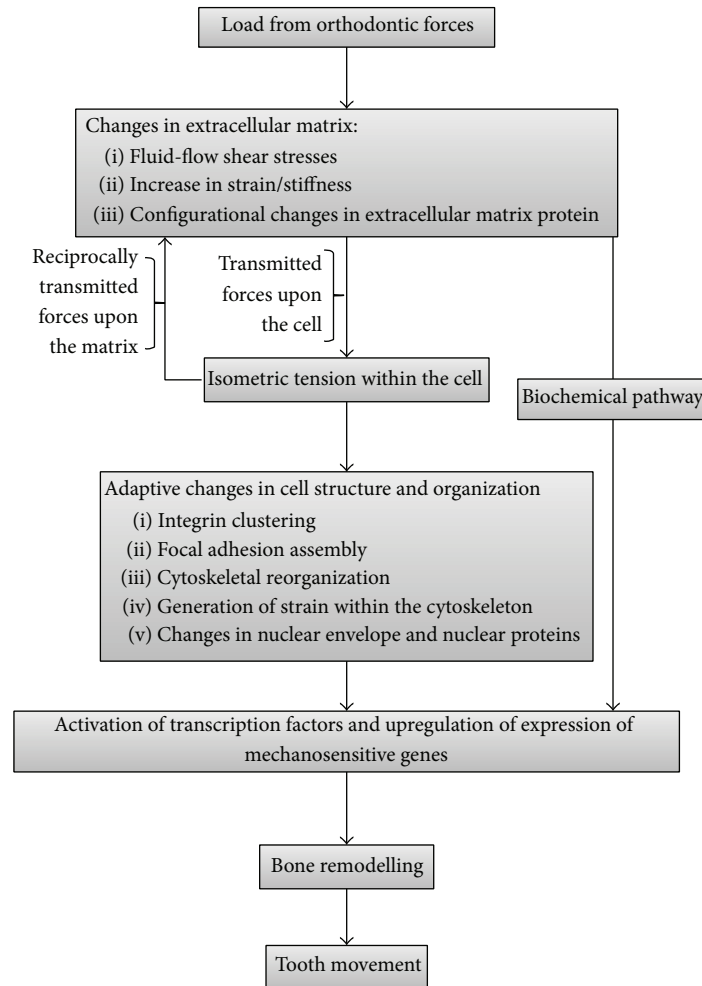 Load from orthodontic forces
Changes in extracellular matrix:
(i) Fluid-flow shear stresses
(ii) Increase in strain/stiffness
(iii) Configurational changes in extracellular matrix protein
Reciprocally
transmitted
forces upon
the matrix
Transmitted
forces upon
the cell
Isometric tension within the cell
Biochemical pathway
Adaptive changes in cell structure and organization
(i) Integrin clustering
(ii) Focal adhesion assembly
(iii) Cytoskeletal reorganization
(iv) Generation of strain within the cytoskeleton
(v) Changes in nuclear envelope and nuclear proteins
Activation of transcription factors and upregulation of expression of
mechanosensitive genes
Bone remodelling
Tooth movement